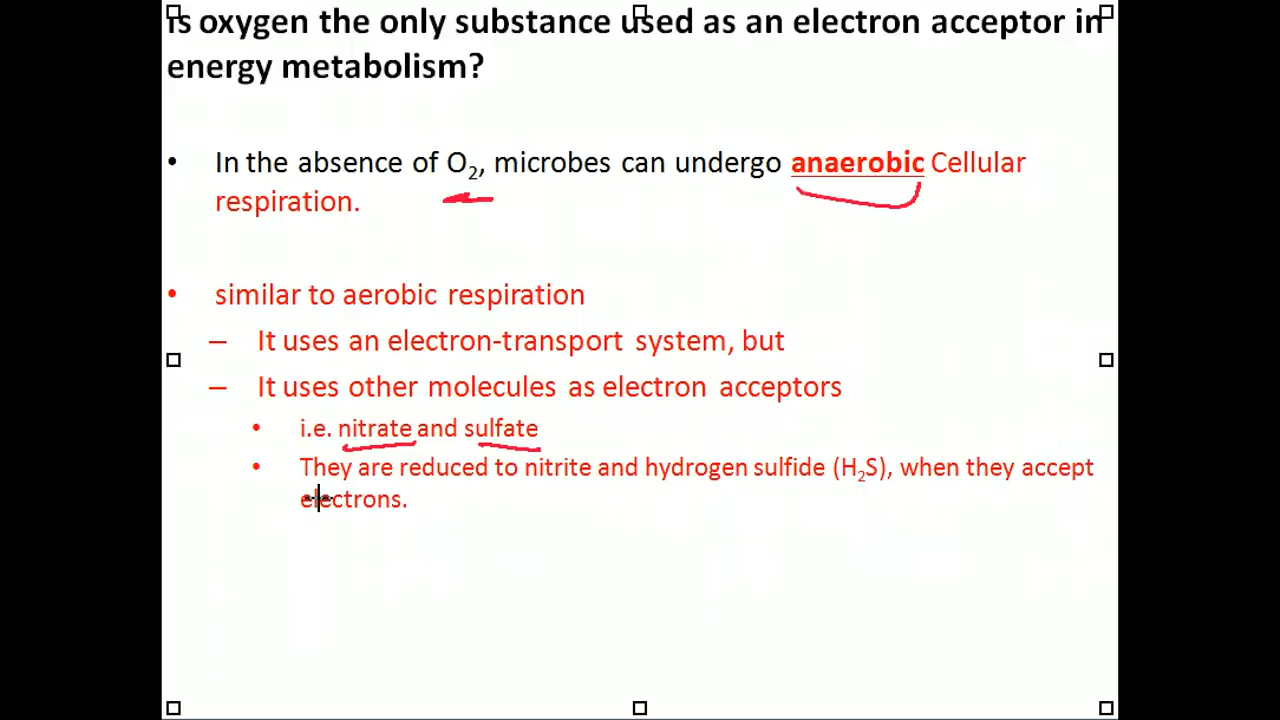 Is oxygen the only substance used as an electron acceptor in
energy metabolism?
• In the absence of O₂, microbes can undergo anaerobic Cellular
respiration.
• similar to aerobic respiration
– It uses an electron-transport system, but
– It uses other molecules as electron acceptors
• i.e. nitrate and sulfate
• They are reduced to nitrite and hydrogen sulfide (H₂S), when they accept
electrons.